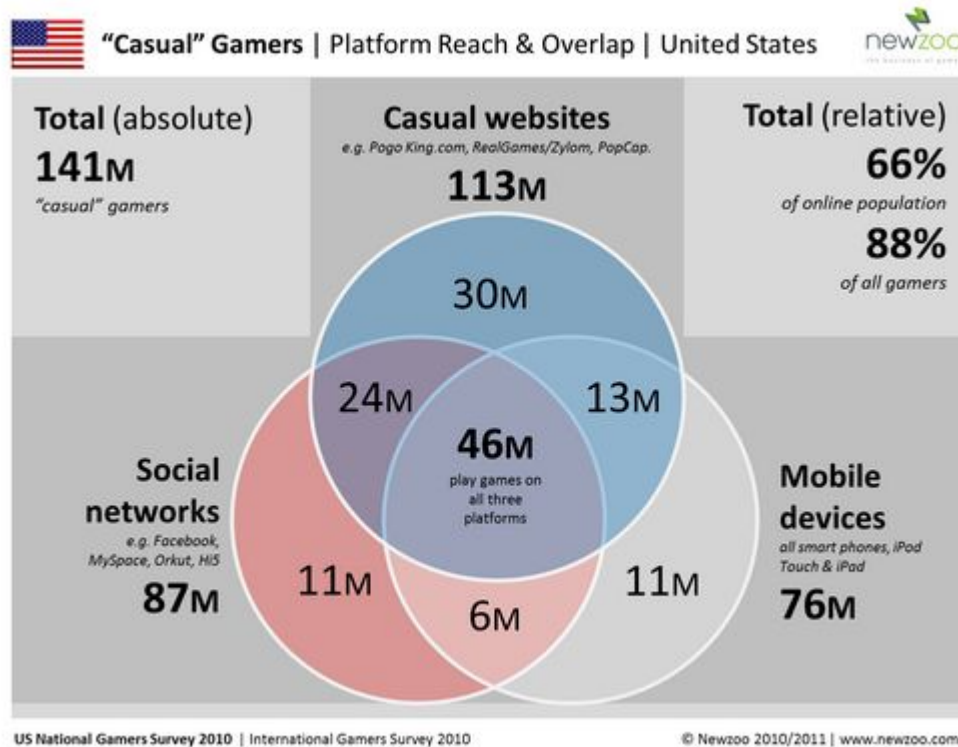 "Casual" Gamers | Platform Reach & Overlap | United States
newzoo
the business of games
Total (absolute)
141M
"casual" gamers
Casual websites
e.g. Pogo King.com, RealGames/Zylom, PopCap.
113M
Total (relative)
66%
of online population
88%
of all gamers
30M
24M
13M
46M
play games on
all three
platforms
Social
networks
e.g. Facebook,
MySpace, Orkut, Hi5
87M
Mobile
devices
all smart phones, iPod
Touch & iPad
76M
11M
6M
11M
US National Gamers Survey 2010 | International Gamers Survey 2010
© Newzoo 2010/2011 | www.newzoo.com